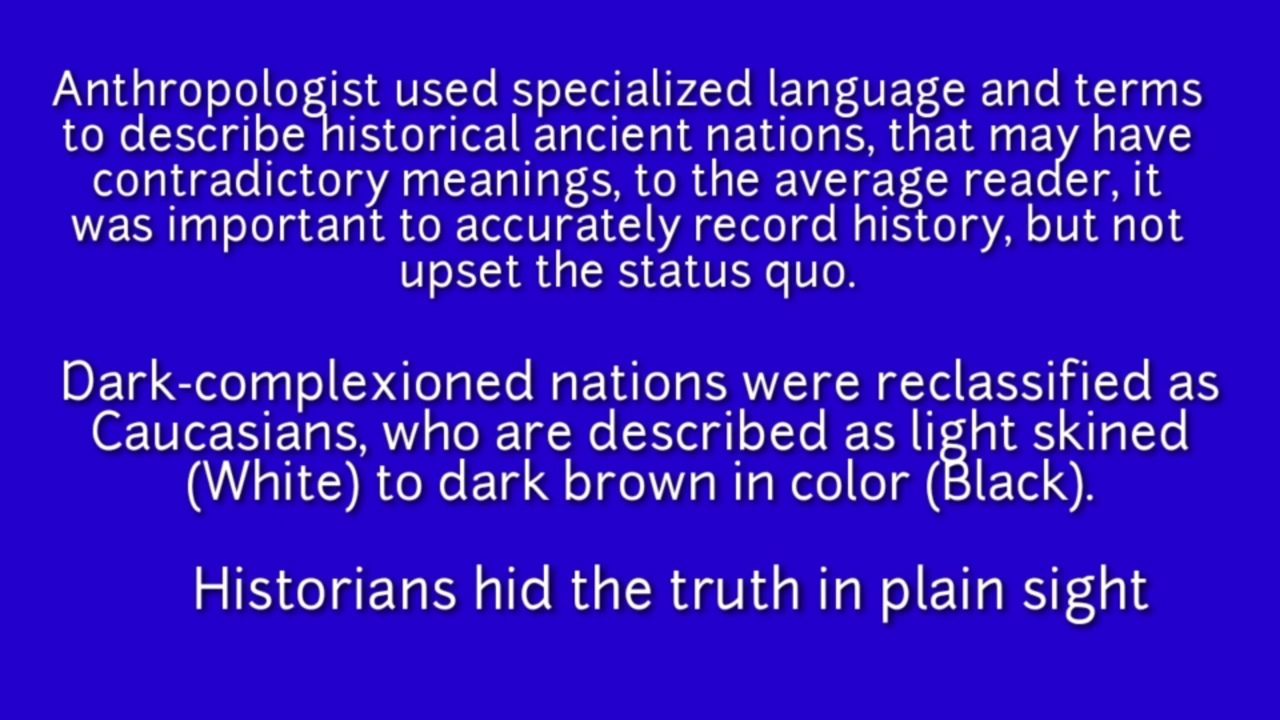 Anthropologist used specialized language and terms
to describe historical ancient nations, that may have
contradictory meanings, to the average reader, it
was important to accurately record history, but not
upset the status quo.
Dark-complexioned nations were reclassified as
Caucasians, who are described as light skined
(White) to dark brown in color (Black).
Historians hid the truth in plain sight